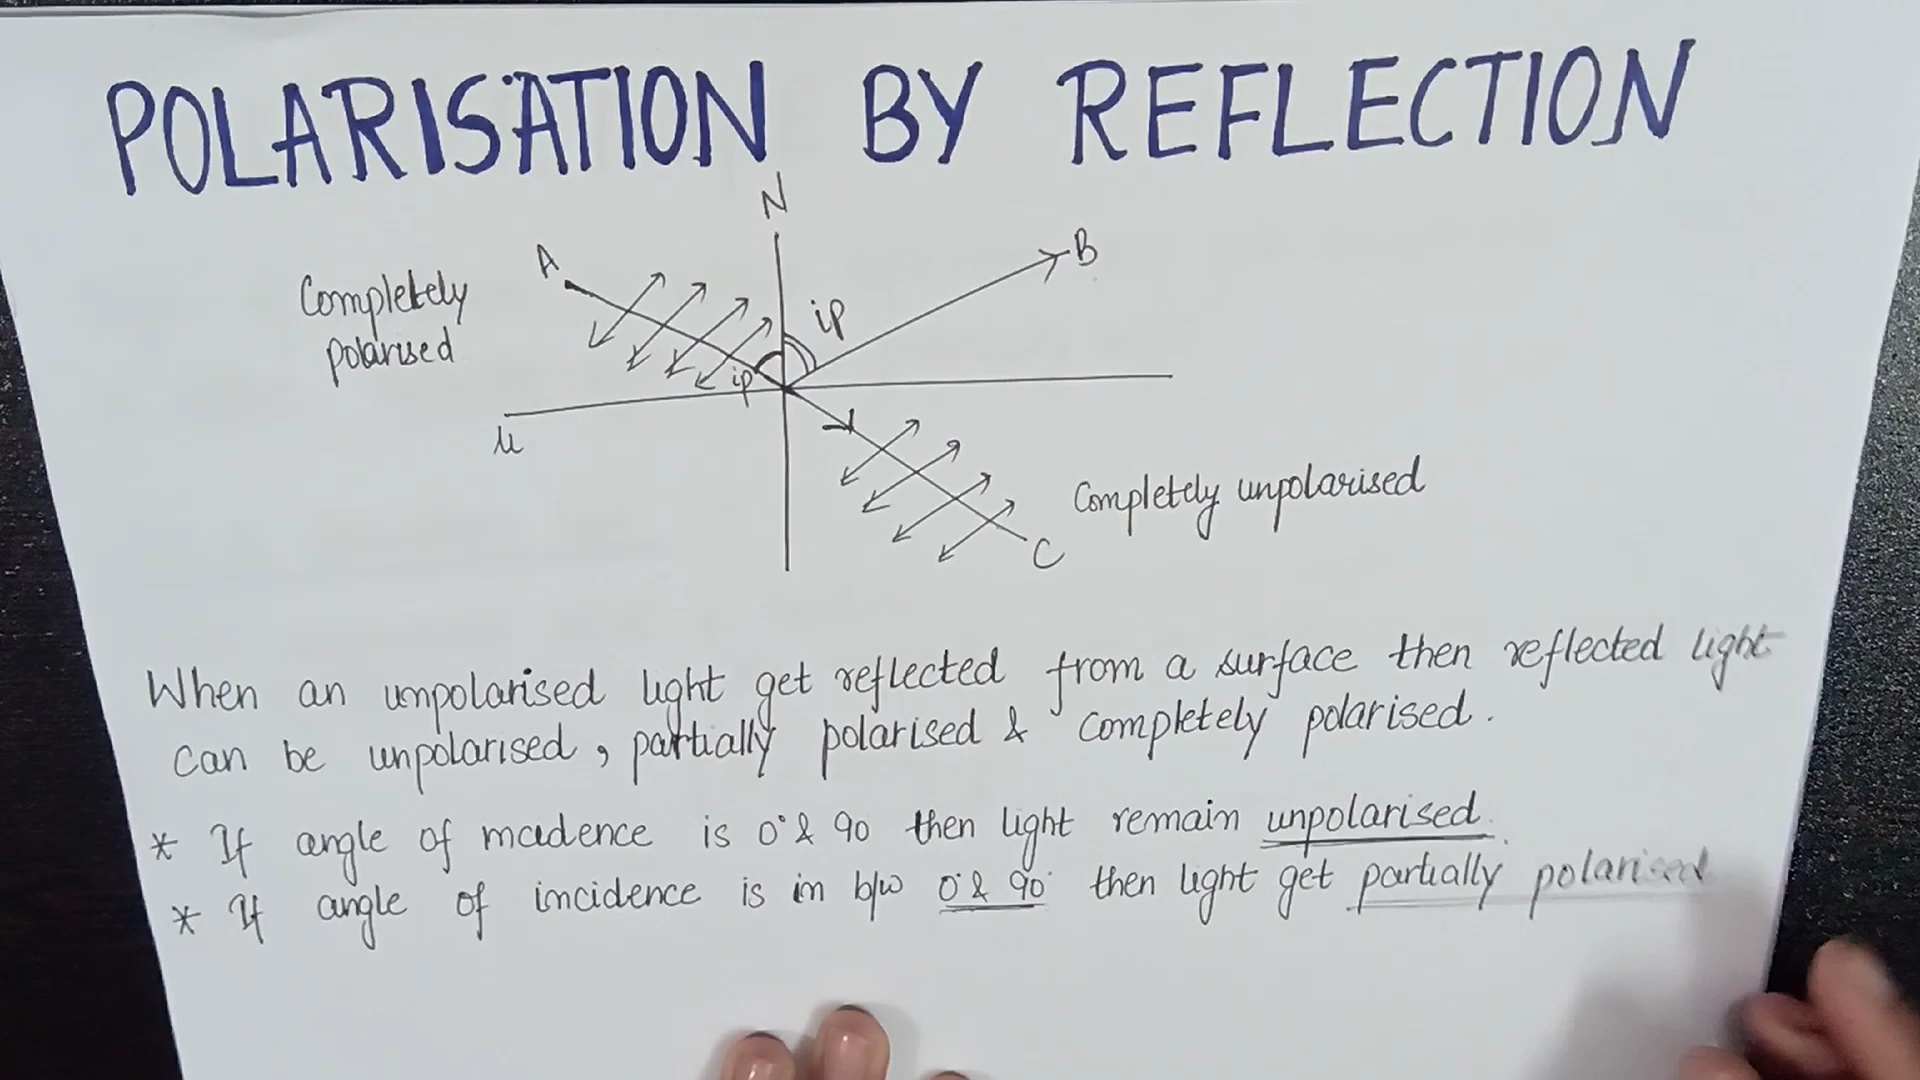 POLARISATION BY REFLECTION
N
A
B
Completely
polarised
ip
ip
μ
Completely unpolarised
C
When an unpolarised light get reflected from a surface then reflected light
can be unpolarised, partially polarised & completely polarised.
* If angle of incidence is 0° & 90 then light remain unpolarised.
* If angle of incidence is in b/w 0° & 90° then light get partially polarised